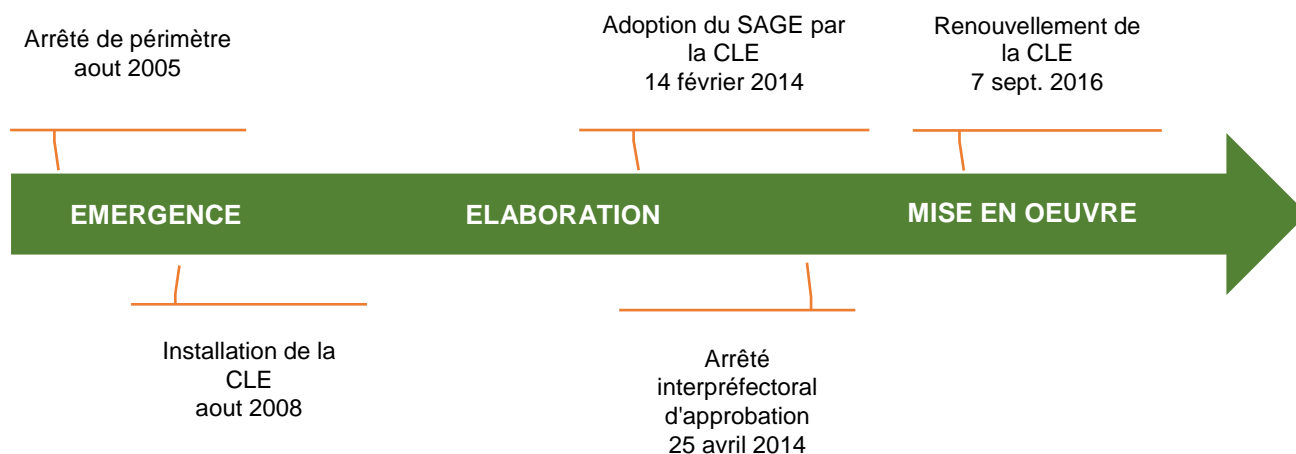 Arrêté de périmètre
aout 2005
Adoption du SAGE par
la CLE
14 février 2014
Renouvellement de
la CLE
7 sept. 2016
EMERGENCE
ELABORATION
MISE EN OEUVRE
Installation de la
CLE
aout 2008
Arrêté
interpréfectoral
d'approbation
25 avril 2014